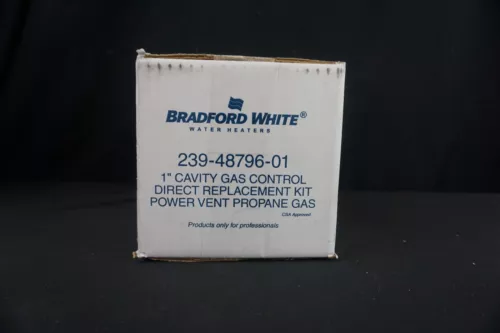 BRADFORD WHITE®
WATER HEATERS
239-48796-01
1" CAVITY GAS CONTROL
DIRECT REPLACEMENT KIT
POWER VENT PROPANE GAS
CSA Approved
Products only for professionals